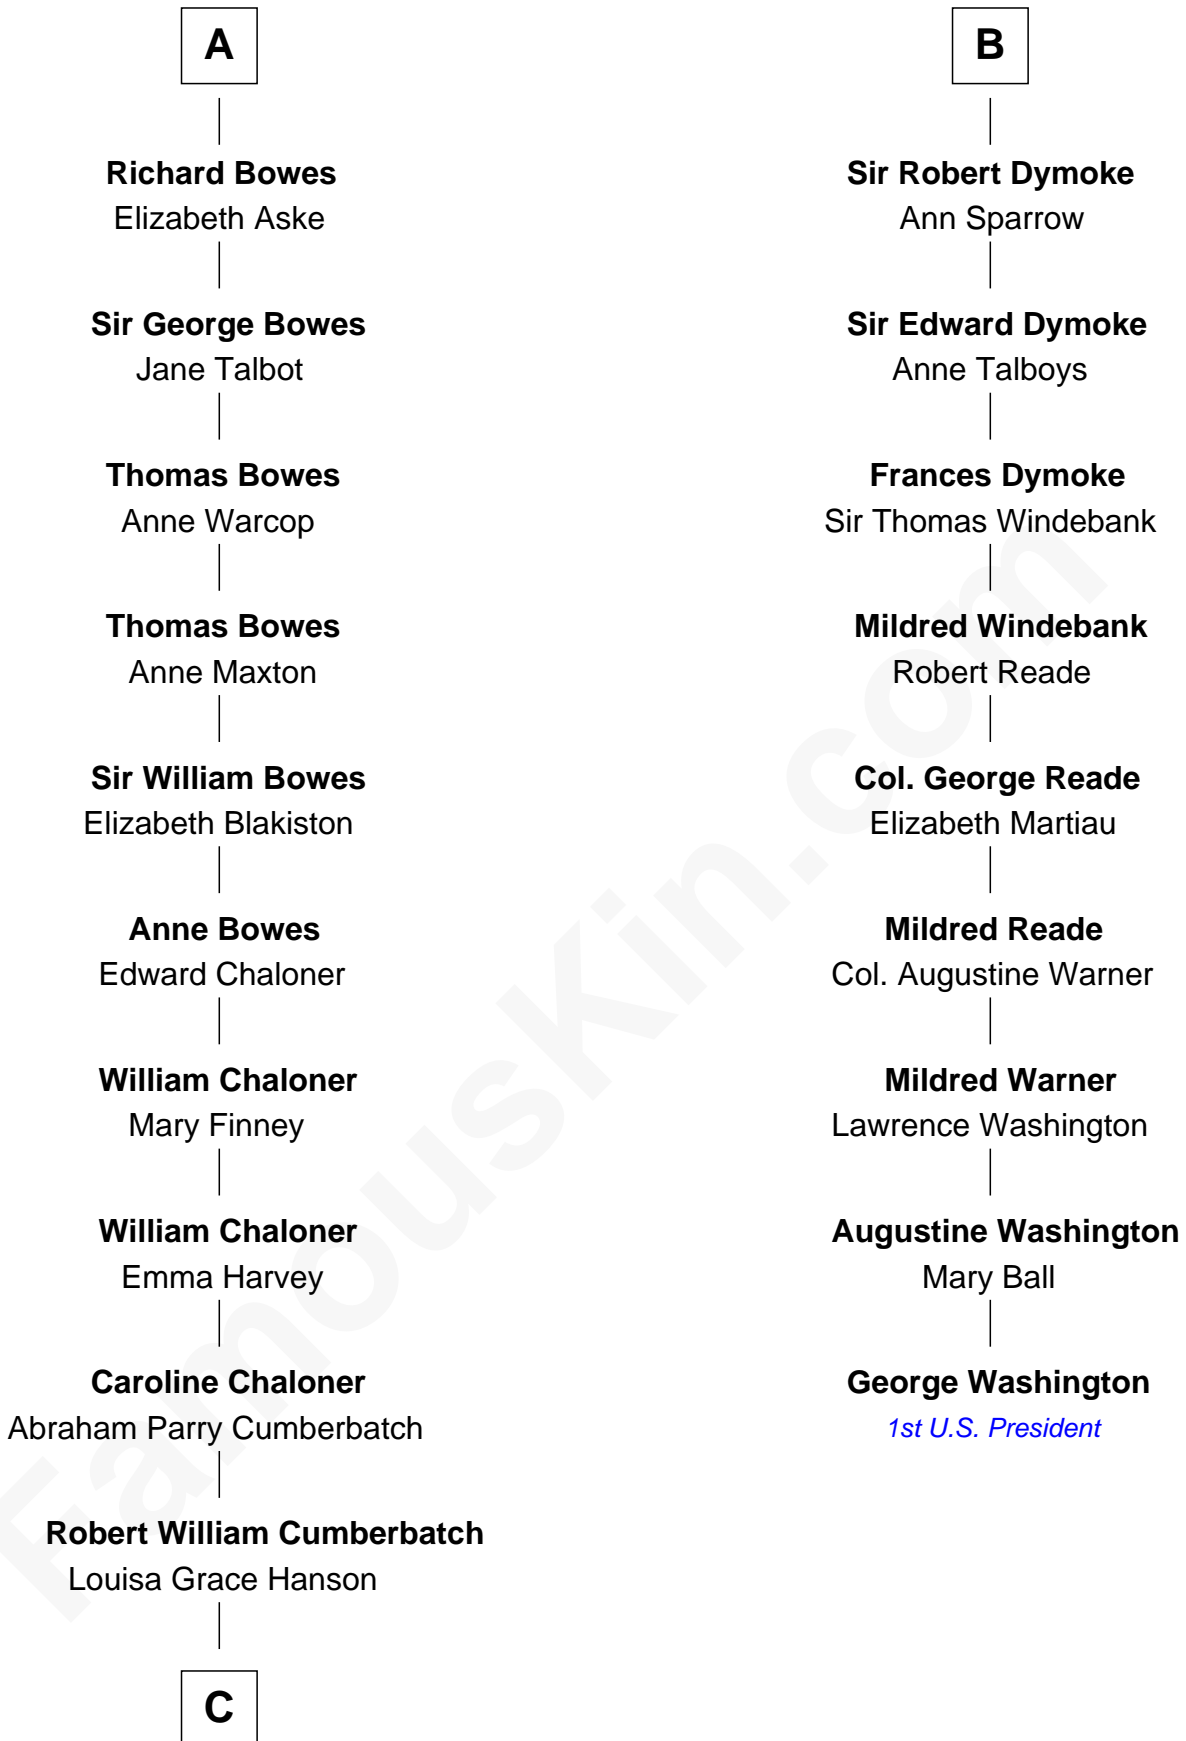 A
Richard Bowes
Elizabeth Aske
Sir George Bowes
Jane Talbot
Thomas Bowes
Anne Warcop
Thomas Bowes
Anne Maxton
Sir William Bowes
Elizabeth Blakiston
Anne Bowes
Edward Chaloner
William Chaloner
Mary Finney
William Chaloner
Emma Harvey
Caroline Chaloner
Abraham Parry Cumberbatch
Robert William Cumberbatch
Louisa Grace Hanson
C
B
Sir Robert Dymoke
Ann Sparrow
Sir Edward Dymoke
Anne Talboys
Frances Dymoke
Sir Thomas Windebank
Mildred Windebank
Robert Reade
Col. George Reade
Elizabeth Martiau
Mildred Reade
Col. Augustine Warner
Mildred Warner
Lawrence Washington
Augustine Washington
Mary Ball
George Washington
1st U.S. President
FamousKin.com